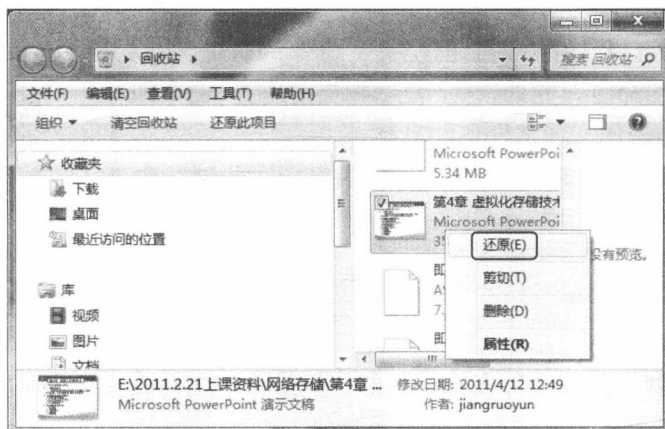 回收站
搜索 回收站
文件(F) 编辑(E) 查看(V) 工具(T) 帮助(H)
组织 清空回收站 还原此项目
收藏夹
下载
桌面
最近访问的位置
库
视频
图片
文档
Microsoft PowerPoi
5.34 MB
第4章 虚拟化存储技术
Microsoft PowerPoi
还原(E)
剪切(T)
删除(D)
属性(R)
没有预览。
E:\2011.2.21上课资料\网络存储\第4章 ... 修改日期: 2011/4/12 12:49
Microsoft PowerPoint 演示文稿 作者: jiangruoyun